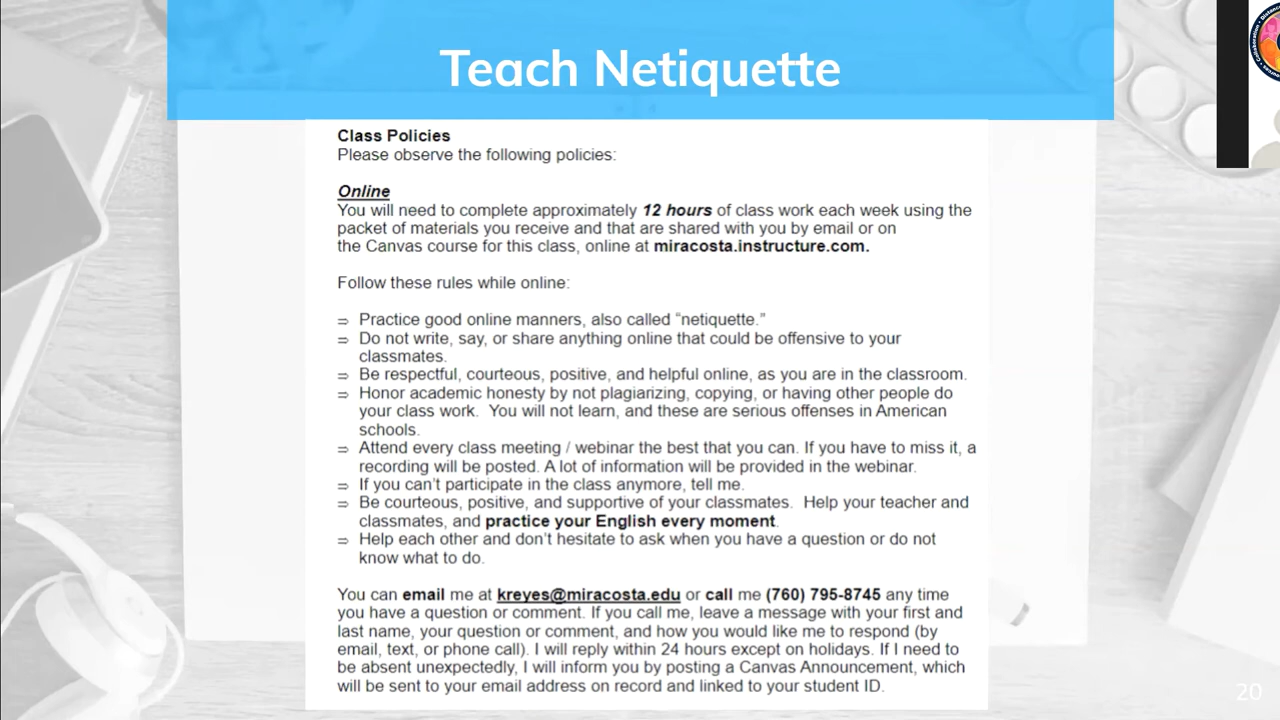 Teach Netiquette
Class Policies
Please observe the following policies:
Online
You will need to complete approximately 12 hours of class work each week using the
packet of materials you receive and that are shared with you by email or on
the Canvas course for this class, online at miracosta.instructure.com.
Follow these rules while online:
⇒ Practice good online manners, also called “netiquette.”
⇒ Do not write, say, or share anything online that could be offensive to your
classmates.
⇒ Be respectful, courteous, positive, and helpful online, as you are in the classroom.
⇒ Honor academic honesty by not plagiarizing, copying, or having other people do
your class work.  You will not learn, and these are serious offenses in American
schools.
⇒ Attend every class meeting / webinar the best that you can. If you have to miss it, a
recording will be posted. A lot of information will be provided in the webinar.
⇒ If you can’t participate in the class anymore, tell me.
⇒ Be courteous, positive, and supportive of your classmates.  Help your teacher and
classmates, and practice your English every moment.
⇒ Help each other and don’t hesitate to ask when you have a question or do not
know what to do.
You can email me at kreyes@miracosta.edu or call me (760) 795-8745 any time
you have a question or comment. If you call me, leave a message with your first and
last name, your question or comment, and how you would like me to respond (by
email, text, or phone call). I will reply within 24 hours except on holidays. If I need to
be absent unexpectedly, I will inform you by posting a Canvas Announcement, which
will be sent to your email address on record and linked to your student ID.
20